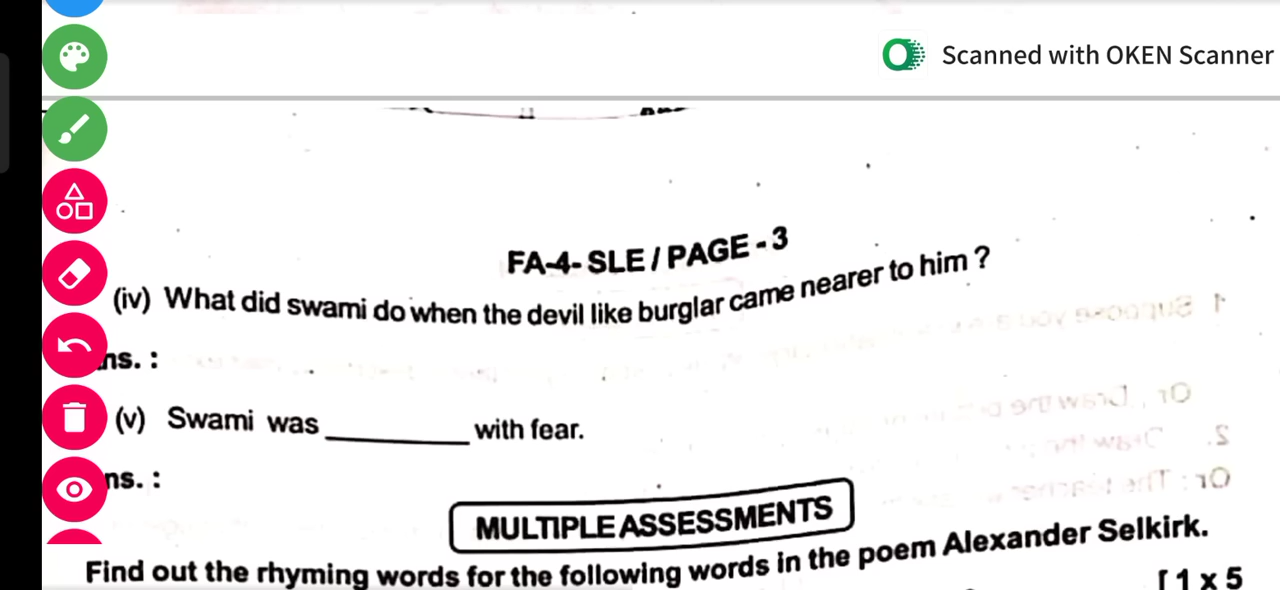 Scanned with OKEN Scanner
FA-4- SLE / PAGE - 3
(iv) What did swami do when the devil like burglar came nearer to him ?
ns. :
(v) Swami was ________ with fear.
ns. :
MULTIPLE ASSESSMENTS
Find out the rhyming words for the following words in the poem Alexander Selkirk.
[ 1 x 5